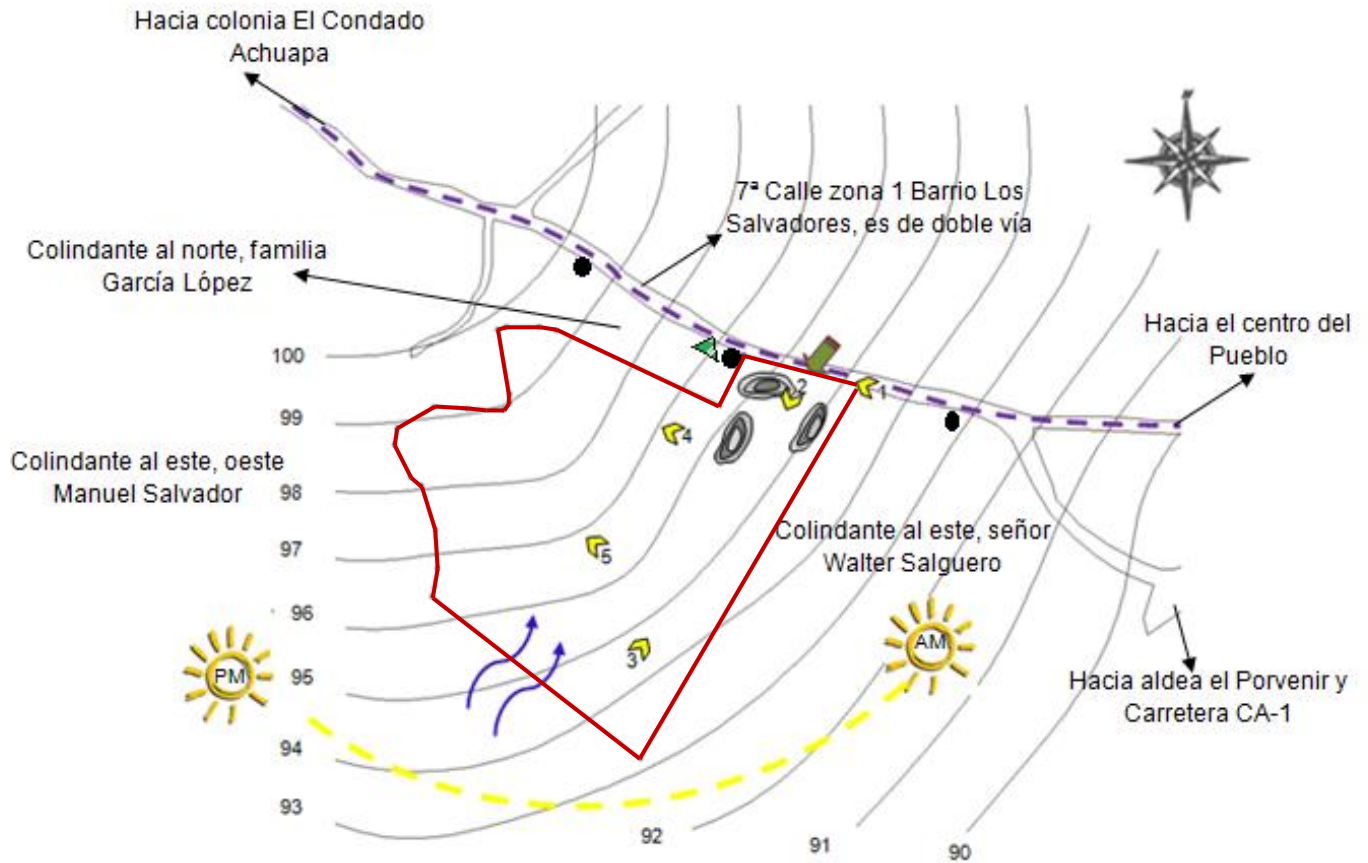 Hacia colonia El Condado
Achuapa
N
7ª Calle zona 1 Barrio Los
Salvadores, es de doble vía
Colindante al norte, familia
García López
Hacia el centro del
Pueblo
100
99
98
97
96
95
94
93
92
91
90
2
1
4
5
3
Colindante al este, oeste
Manuel Salvador
Colindante al este, señor
Walter Salguero
PM
AM
Hacia aldea el Porvenir y
Carretera CA-1